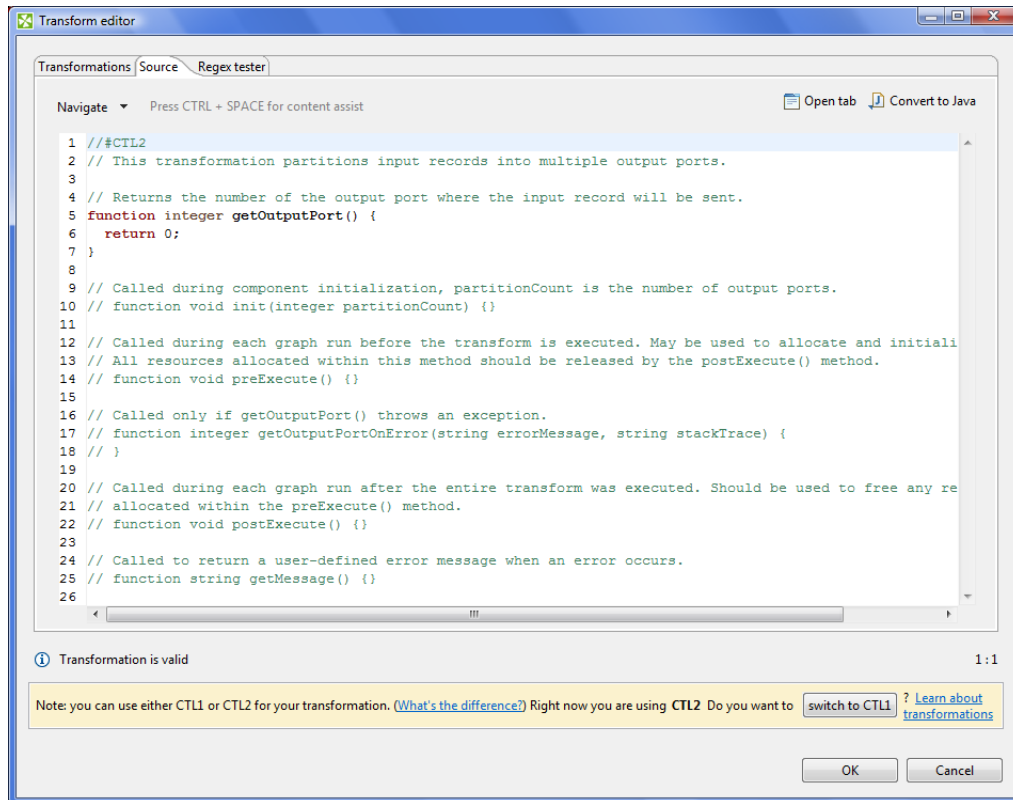 Transform editor
Transformations Source Regex tester
Navigate Press CTRL + SPACE for content assist Open tab Convert to Java
1 //#CTL2
2 // This transformation partitions input records into multiple output ports.
3
4 // Returns the number of the output port where the input record will be sent.
5 function integer getOutputPort() {
6 return 0;
7 }
8
9 // Called during component initialization, partitionCount is the number of output ports.
10 // function void init(integer partitionCount) {}
11
12 // Called during each graph run before the transform is executed. May be used to allocate and initiali
13 // All resources allocated within this method should be released by the postExecute() method.
14 // function void preExecute() {}
15
16 // Called only if getOutputPort() throws an exception.
17 // function integer getOutputPortOnError(string errorMessage, string stackTrace) {
18 // }
19
20 // Called during each graph run after the entire transform was executed. Should be used to free any re
21 // allocated within the preExecute() method.
22 // function void postExecute() {}
23
24 // Called to return a user-defined error message when an error occurs.
25 // function string getMessage() {}
26
Transformation is valid 1 : 1
Note: you can use either CTL1 or CTL2 for your transformation. (What's the difference?) Right now you are using CTL2 Do you want to switch to CTL1 ? Learn about
transformations
OK Cancel